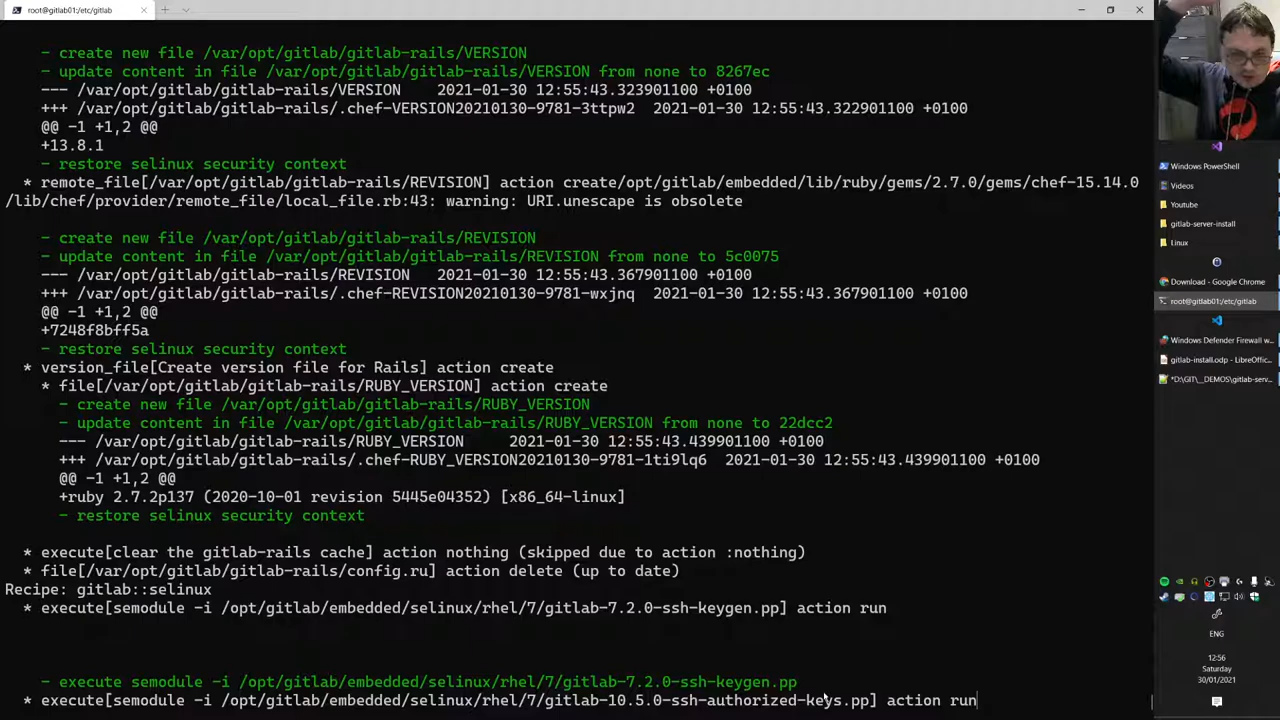 root@gitlab01:/etc/gitlab
- create new file /var/opt/gitlab/gitlab-rails/VERSION
- update content in file /var/opt/gitlab/gitlab-rails/VERSION from none to 8267ec
--- /var/opt/gitlab/gitlab-rails/VERSION    2021-01-30 12:55:43.323901100 +0100
+++ /var/opt/gitlab/gitlab-rails/.chef-VERSION20210130-9781-3ttpw2  2021-01-30 12:55:43.322901100 +0100
@@ -1 +1,2 @@
+13.8.1
- restore selinux security context
* remote_file[/var/opt/gitlab/gitlab-rails/REVISION] action create/opt/gitlab/embedded/lib/ruby/gems/2.7.0/gems/chef-15.14.0
/lib/chef/provider/remote_file/local_file.rb:43: warning: URI.unescape is obsolete
- create new file /var/opt/gitlab/gitlab-rails/REVISION
- update content in file /var/opt/gitlab/gitlab-rails/REVISION from none to 5c0075
--- /var/opt/gitlab/gitlab-rails/REVISION   2021-01-30 12:55:43.367901100 +0100
+++ /var/opt/gitlab/gitlab-rails/.chef-REVISION20210130-9781-wxjnq  2021-01-30 12:55:43.367901100 +0100
@@ -1 +1,2 @@
+7248f8bff5a
- restore selinux security context
* version_file[Create version file for Rails] action create
* file[/var/opt/gitlab/gitlab-rails/RUBY_VERSION] action create
- create new file /var/opt/gitlab/gitlab-rails/RUBY_VERSION
- update content in file /var/opt/gitlab/gitlab-rails/RUBY_VERSION from none to 22dcc2
--- /var/opt/gitlab/gitlab-rails/RUBY_VERSION     2021-01-30 12:55:43.439901100 +0100
+++ /var/opt/gitlab/gitlab-rails/.chef-RUBY_VERSION20210130-9781-1ti9lq6  2021-01-30 12:55:43.439901100 +0100
@@ -1 +1,2 @@
+ruby 2.7.2p137 (2020-10-01 revision 5445e04352) [x86_64-linux]
- restore selinux security context
* execute[clear the gitlab-rails cache] action nothing (skipped due to action :nothing)
* file[/var/opt/gitlab/gitlab-rails/config.ru] action delete (up to date)
Recipe: gitlab::selinux
* execute[semodule -i /opt/gitlab/embedded/selinux/rhel/7/gitlab-7.2.0-ssh-keygen.pp] action run
- execute semodule -i /opt/gitlab/embedded/selinux/rhel/7/gitlab-7.2.0-ssh-keygen.pp
* execute[semodule -i /opt/gitlab/embedded/selinux/rhel/7/gitlab-10.5.0-ssh-authorized-keys.pp] action run
Windows PowerShell
Videos
Youtube
gitlab-server-install
Linux
Download - Google Chrome
root@gitlab01:/etc/gitlab
Windows Defender Firewall w...
gitlab-install.odp - LibreOffic...
*D:\GIT\__DEMOS\gitlab-serv...
ENG
12:56
Saturday
30/01/2021